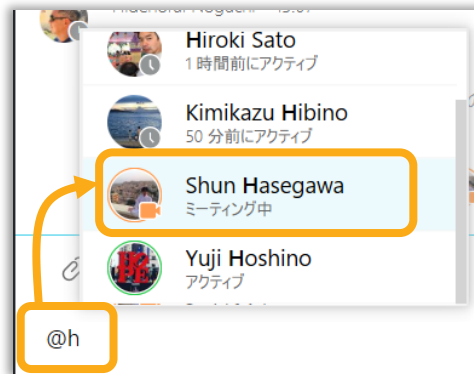 Hiroki Sato
1 時間前にアクティブ
Kimikazu Hibino
50 分前にアクティブ
Shun Hasegawa
ミーティング中
Yuji Hoshino
アクティブ
@h